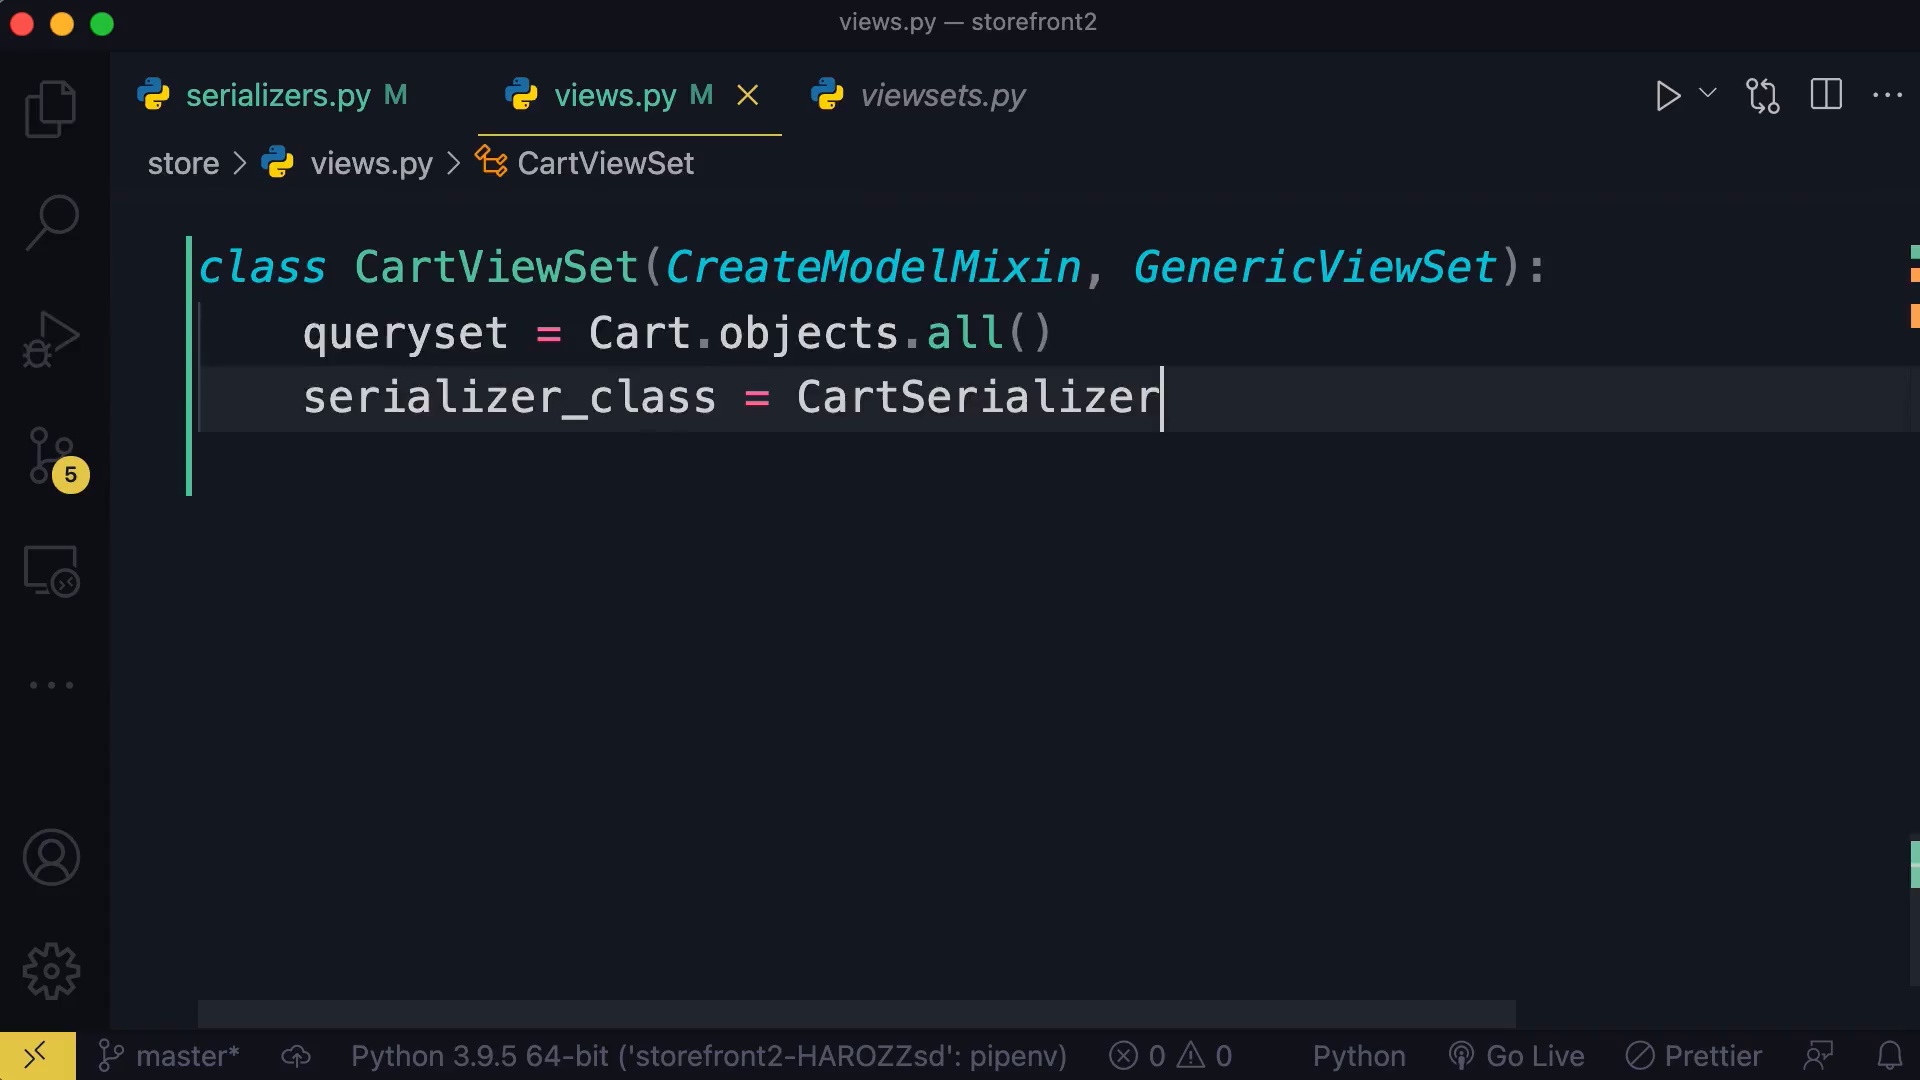 views.py — storefront2
serializers.py M views.py M viewsets.py
store > views.py > CartViewSet
class CartViewSet(CreateModelMixin, GenericViewSet):
queryset = Cart.objects.all()
serializer_class = CartSerializer
5
master* Python 3.9.5 64-bit ('storefront2-HAROZZsd': pipenv) 0 0 Python Go Live Prettier